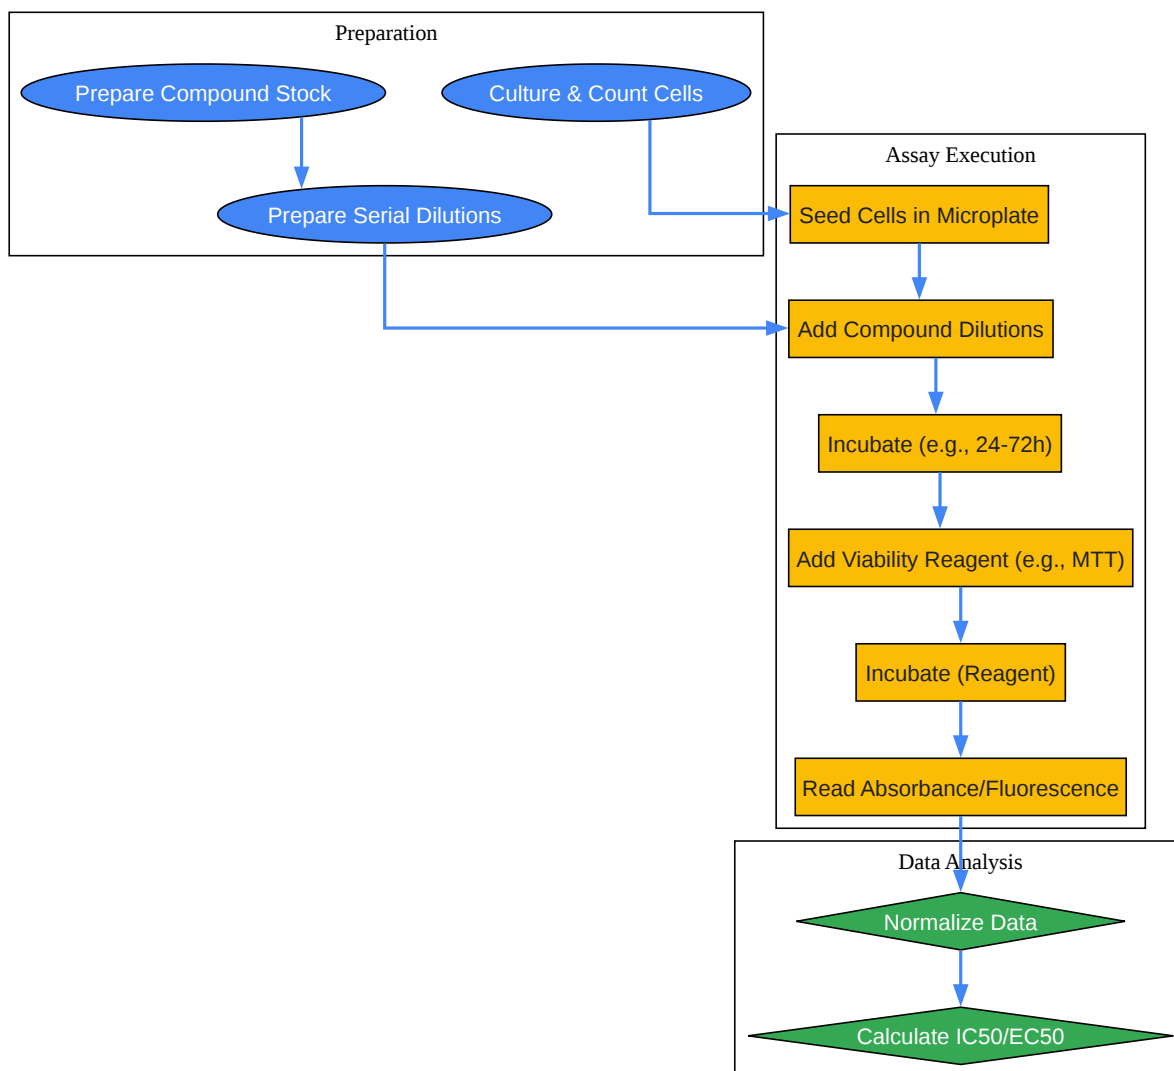 Preparation
Prepare Compound Stock
Culture & Count Cells
Prepare Serial Dilutions
Assay Execution
Seed Cells in Microplate
Add Compound Dilutions
Incubate (e.g., 24-72h)
Add Viability Reagent (e.g., MTT)
Incubate (Reagent)
Read Absorbance/Fluorescence
Data Analysis
Normalize Data
Calculate IC50/EC50